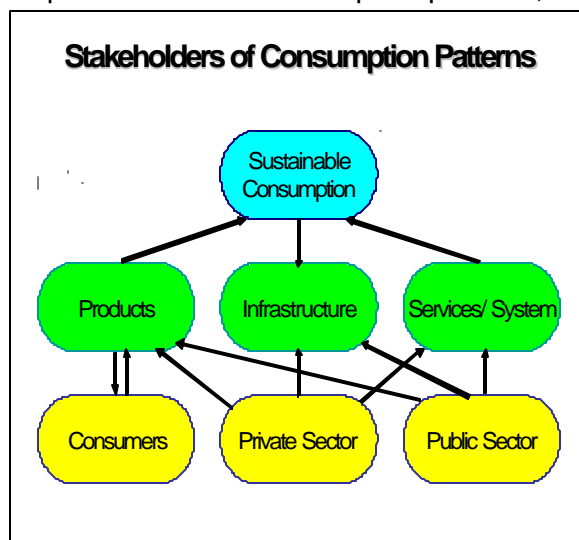 Stakeholders of Consumption Patterns
Sustainable
Consumption
Products
Infrastructure
Services/ System
Consumers
Private Sector
Public Sector